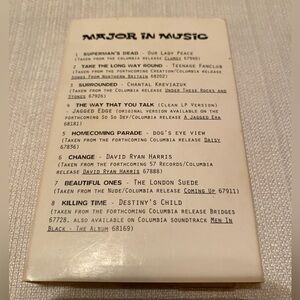 MAJOR IN MUSIC
1 SUPERMAN'S DEAD - OUR LADY PEACE
(TAKEN FROM THE COLUMBIA RELEASE CLUMSY 67940)
2 TAKE THE LONG WAY ROUND - TEENAGE FANCLUB
(TAKEN FROM THE FORTHCOMING CREATION/COLUMBIA RELEASE
SONGS FROM NORTHERN BRITAIN 68202)
3 SURROUNDED - CHANTAL KREVIAZUK
(TAKEN FROM THE COLUMBIA RELEASE UNDER THESE ROCKS AND
STONES 67926)
4 THE WAY THAT YOU TALK (CLEAN LP VERSION)
- JAGGED EDGE (ORIGINAL VERSION AVAILABLE ON THE
FORTHCOMING SO SO DEF/COLUMBIA RELEASE A JAGGED ERA
68181)
5 HOMECOMING PARADE - DOG'S EYE VIEW
(TAKEN FROM THE FORTHCOMING COLUMBIA RELEASE DAISY
67836)
6 CHANGE - DAVID RYAN HARRIS
(TAKEN FROM THE FORTHCOMING 57 RECORDS/COLUMBIA
RELEASE DAVID RYAN HARRIS 67888)
7 BEAUTIFUL ONES - THE LONDON SUEDE
(TAKEN FROM THE NUDE/COLUMBIA RELEASE COMING UP 67911)
8 KILLING TIME - DESTINY'S CHILD
(TAKEN FROM THE FORTHCOMING COLUMBIA RELEASE BRIDGES
67728. ALSO AVAILABLE ON COLUMBIA SOUNDTRACK MEN IN
BLACK - THE ALBUM 68169)